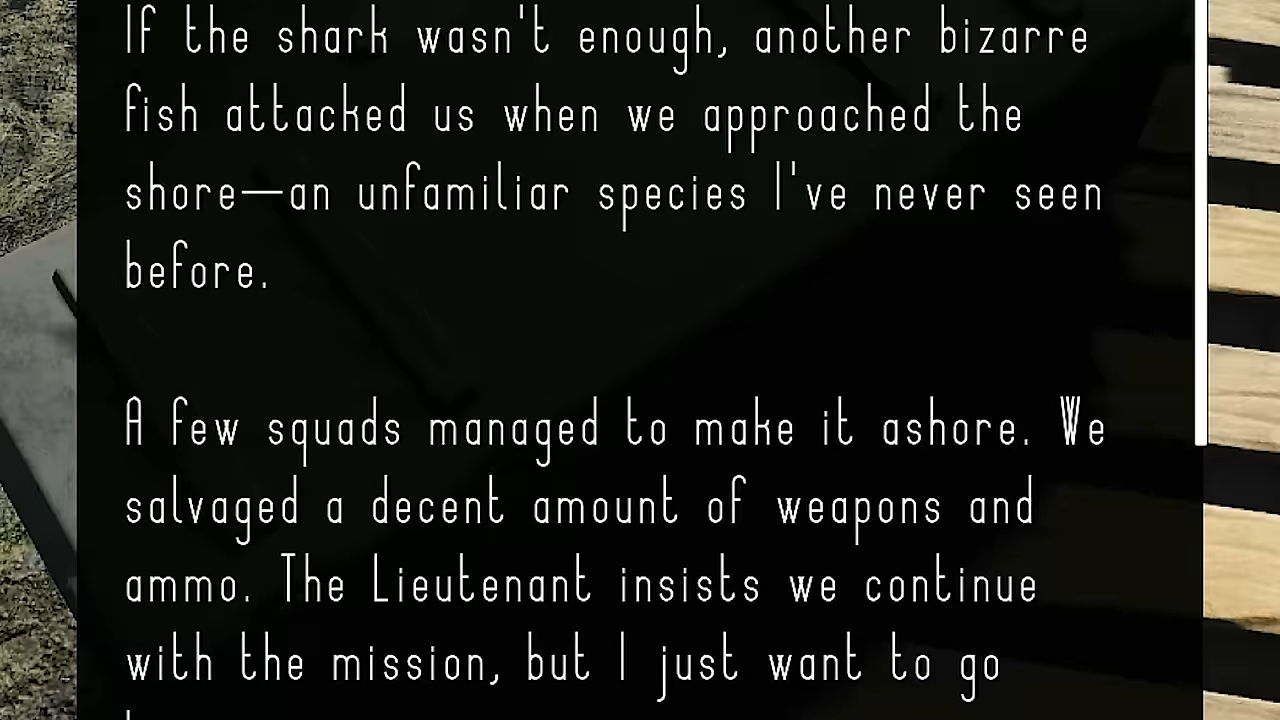 If the shark wasn't enough, another bizarre
fish attacked us when we approached the
shore—an unfamiliar species I've never seen
before.
A few squads managed to make it ashore. We
salvaged a decent amount of weapons and
ammo. The Lieutenant insists we continue
with the mission, but I just want to go